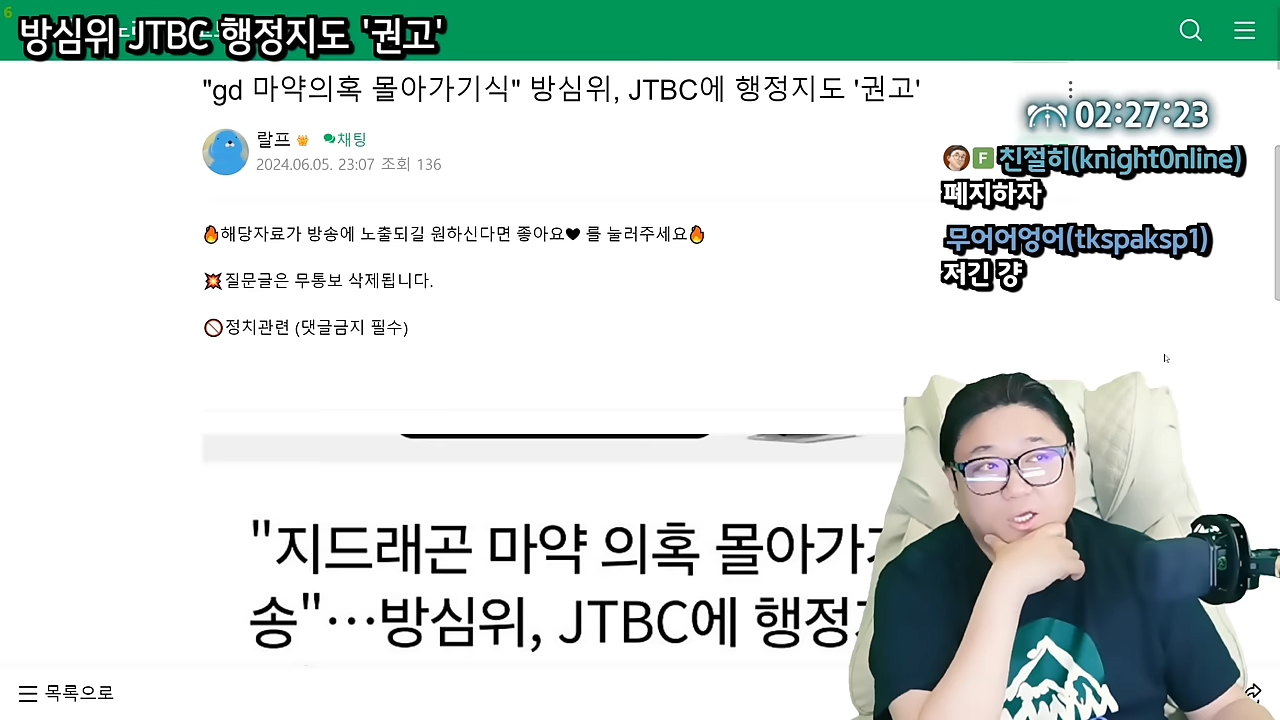 6
방심위 JTBC 행정지도 '권고'
"gd 마약의혹 몰아가기식" 방심위, JTBC에 행정지도 '권고'
02:27:23
랄프 채팅
2024.06.05. 23:07 조회 136
F 친절히(knight0nline)
폐지하자
무어어엉어(tkspaksp1)
저긴 걍
🔥해당자료가 방송에 노출되길 원하신다면 좋아요🖤 를 눌러주세요🔥
💥질문글은 무통보 삭제됩니다.
🚫정치관련 (댓글금지 필수)
"지드래곤 마약 의혹 몰아가
송"…방심위, JTBC에 행정
목록으로